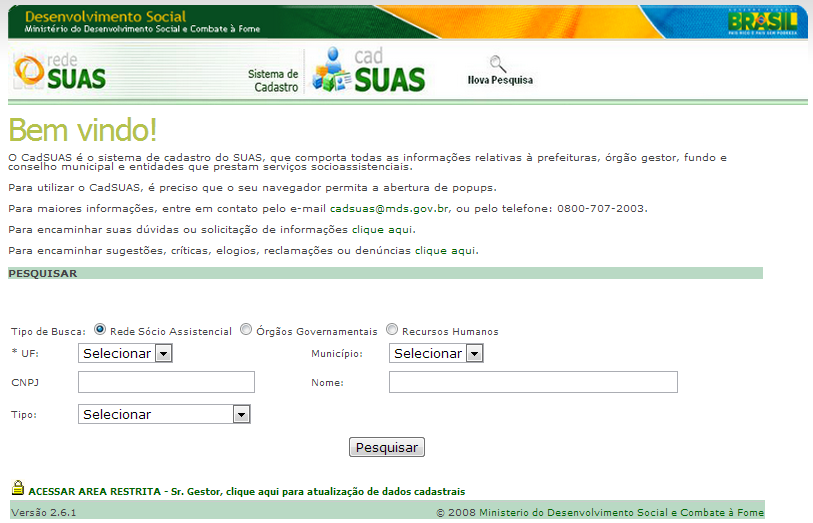 Desenvolvimento Social
Ministério do Desenvolvimento Social e Combate à Fome
BRASIL
PAÍS RICO É PAÍS SEM POBREZA
rede
SUAS
Sistema de
Cadastro
cad
SUAS
Nova Pesquisa
Bem vindo!
O CadSUAS é o sistema de cadastro do SUAS, que comporta todas as informações relativas à prefeituras, órgão gestor, fundo e
conselho municipal e entidades que prestam serviços socioassistenciais.
Para utilizar o CadSUAS, é preciso que o seu navegador permita a abertura de popups.
Para maiores informações, entre em contato pelo e-mail cadsuas@mds.gov.br, ou pelo telefone: 0800-707-2003.
Para encaminhar suas dúvidas ou solicitação de informações clique aqui.
Para encaminhar sugestões, críticas, elogios, reclamações ou denúncias clique aqui.
PESQUISAR
Tipo de Busca: Rede Sócio Assistencial Órgãos Governamentais Recursos Humanos
* UF: Selecionar Município: Selecionar
CNPJ Nome:
Tipo: Selecionar
Pesquisar
ACESSAR AREA RESTRITA - Sr. Gestor, clique aqui para atualização de dados cadastrais
Versão 2.6.1 © 2008 Ministerio do Desenvolvimento Social e Combate à Fome